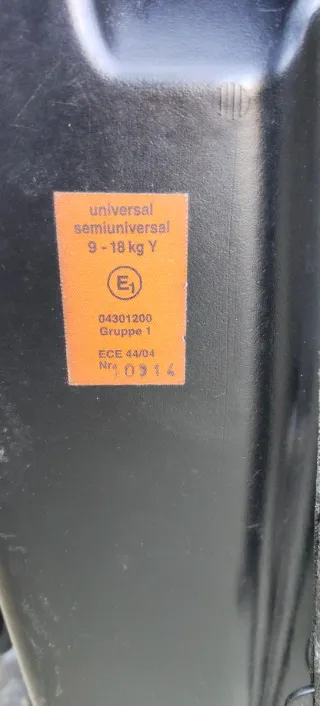 universal
semiuniversal
9 - 18 kg Y
E1
04301200
Gruppe 1
ECE 44/04
Nr. 10914